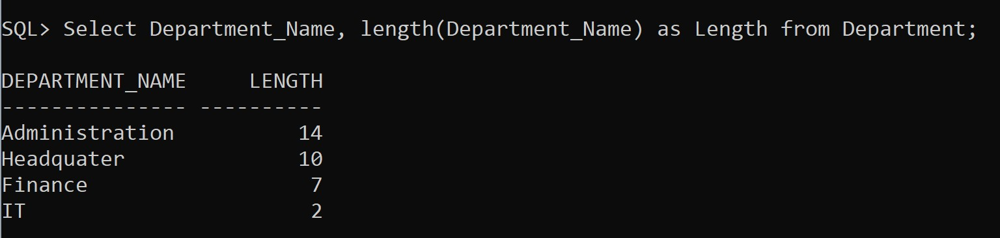 SQL> Select Department_Name, length(Department_Name) as Length from Department;
DEPARTMENT_NAME     LENGTH
--------------- ----------
Administration          14
Headquater              10
Finance                  7
IT                       2